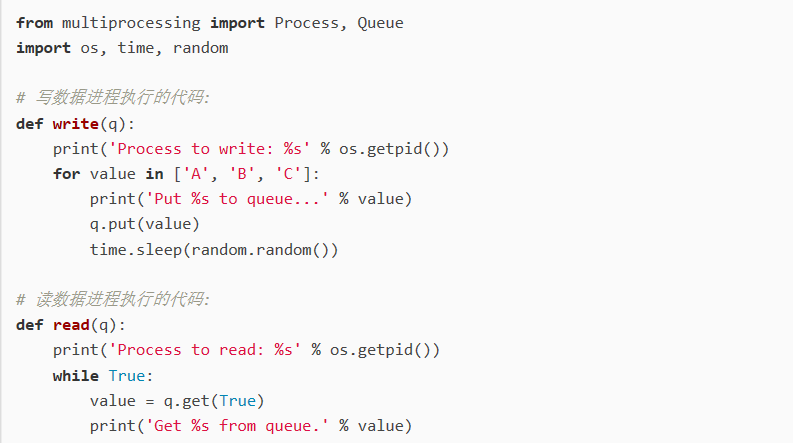 from multiprocessing import Process, Queue
import os, time, random
# 写数据进程执行的代码:
def write(q):
    print('Process to write: %s' % os.getpid())
    for value in ['A', 'B', 'C']:
        print('Put %s to queue...' % value)
        q.put(value)
        time.sleep(random.random())
# 读数据进程执行的代码:
def read(q):
    print('Process to read: %s' % os.getpid())
    while True:
        value = q.get(True)
        print('Get %s from queue.' % value)